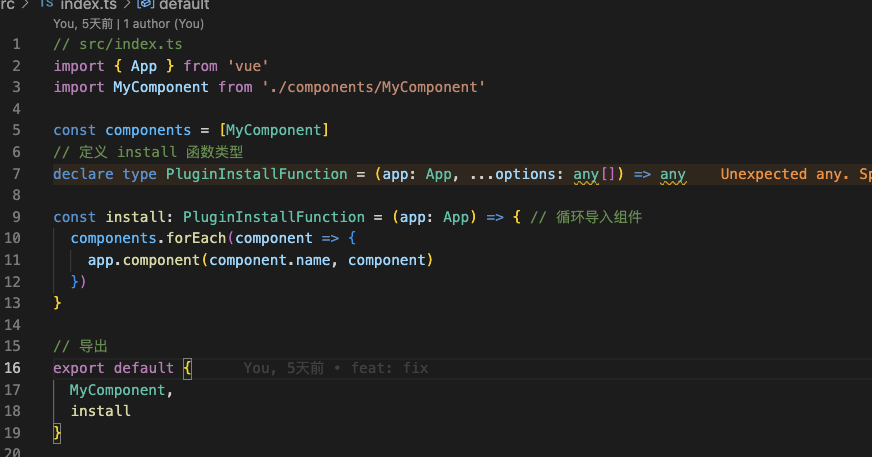 rc > TS index.ts > default
You, 5天前 | 1 author (You)
1 // src/index.ts
2 import { App } from 'vue'
3 import MyComponent from './components/MyComponent'
4
5 const components = [MyComponent]
6 // 定义 install 函数类型
7 declare type PluginInstallFunction = (app: App, ...options: any[]) => any Unexpected any. Sp
8
9 const install: PluginInstallFunction = (app: App) => { // 循环导入组件
10 components.forEach(component => {
11 app.component(component.name, component)
12 })
13 }
14
15 // 导出
16 export default { You, 5天前 • feat: fix
17 MyComponent,
18 install
19 }
20